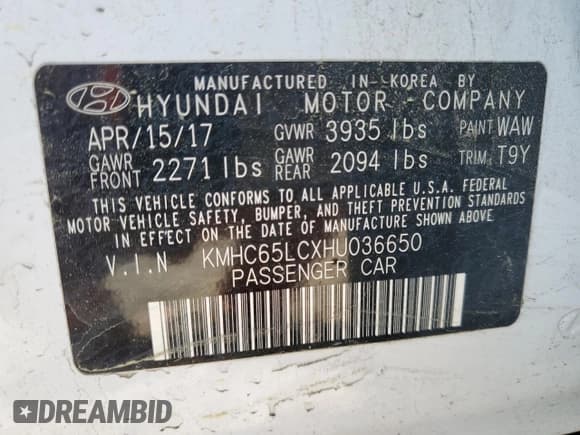 MANUFACTURED IN KOREA BY
HYUNDAI MOTOR COMPANY
APR/15/17 GVWR 3935 lbs PAINT WAW
GAWR FRONT 2271 lbs GAWR REAR 2094 lbs TRIM T9Y
THIS VEHICLE CONFORMS TO ALL APPLICABLE U.S.A. FEDERAL
MOTOR VEHICLE SAFETY, BUMPER, AND THEFT PREVENTION STANDARDS
IN EFFECT ON THE DATE OF MANUFACTURE SHOWN ABOVE.
V.I.N KMHC65LCXHU036650
PASSENGER CAR
DREAMBID